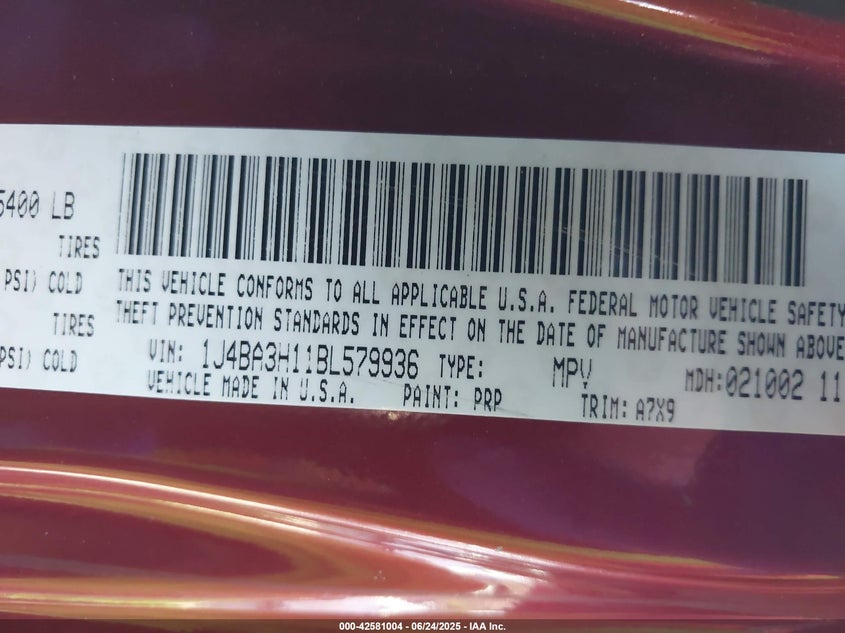 5400 LB
TIRES
PSI) COLD
TIRES
PSI) COLD
THIS VEHICLE CONFORMS TO ALL APPLICABLE U.S.A. FEDERAL MOTOR VEHICLE SAFETY
THEFT PREVENTION STANDARDS IN EFFECT ON THE DATE OF MANUFACTURE SHOWN ABOVE
VIN: 1J4BA3H11BL579936 TYPE: MPV MDH:021002 11
VEHICLE MADE IN U.S.A. PAINT: PRP TRIM: A7X9
000-42581004 - 06/24/2025 - IAA Inc.